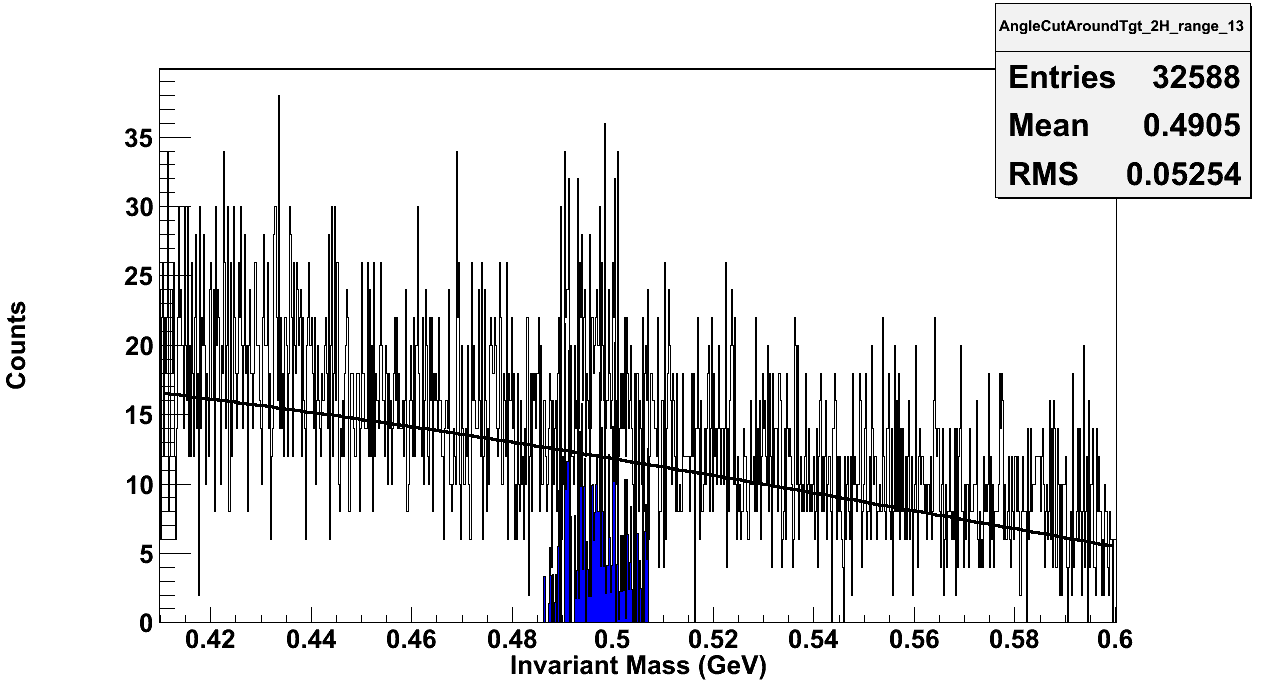 AngleCutAroundTgt_2H_range_13
Entries 32588
Mean 0.4905
RMS 0.05254
Counts
35
30
25
20
15
10
5
0
0.42 0.44 0.46 0.48 0.5 0.52 0.54 0.56 0.58 0.6
Invariant Mass (GeV)